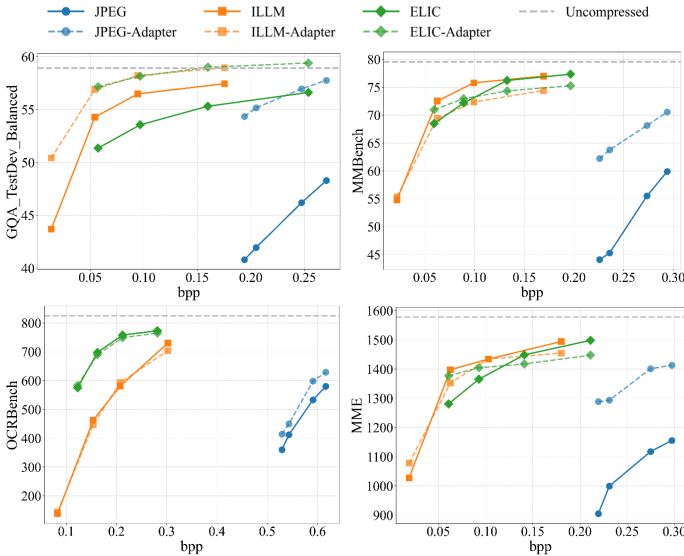 JPEG ILLM ELIC Uncompressed
JPEG-Adapter ILLM-Adapter ELIC-Adapter
GQA_TestDev_Balanced
60
55
50
45
40
0.05 0.10 0.15 0.20 0.25
bpp
MMBench
80
75
70
65
60
55
50
45
0.05 0.10 0.15 0.20 0.25 0.30
bpp
OCRBench
800
700
600
500
400
300
200
0.1 0.2 0.3 0.4 0.5 0.6
bpp
MME
1600
1500
1400
1300
1200
1100
1000
900
0.05 0.10 0.15 0.20 0.25 0.30
bpp